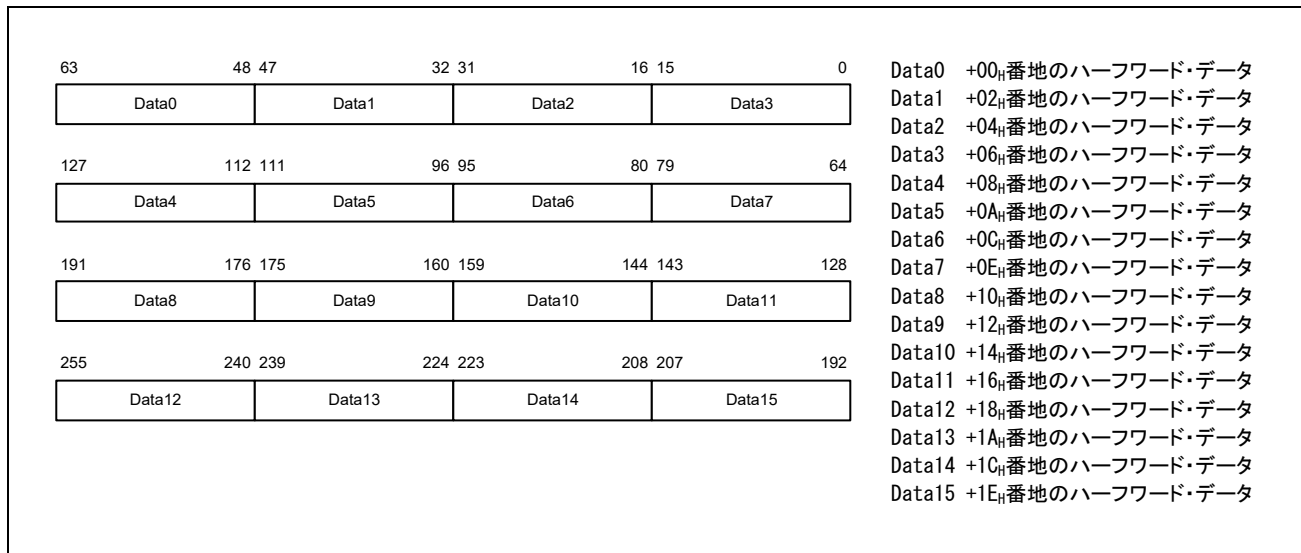 63 48 47 32 31 16 15 0
Data0 Data1 Data2 Data3
127 112 111 96 95 80 79 64
Data4 Data5 Data6 Data7
191 176 175 160 159 144 143 128
Data8 Data9 Data10 Data11
255 240 239 224 223 208 207 192
Data12 Data13 Data14 Data15
Data0 +00H番地のハーフワード・データ
Data1 +02H番地のハーフワード・データ
Data2 +04H番地のハーフワード・データ
Data3 +06H番地のハーフワード・データ
Data4 +08H番地のハーフワード・データ
Data5 +0AH番地のハーフワード・データ
Data6 +0CH番地のハーフワード・データ
Data7 +0EH番地のハーフワード・データ
Data8 +10H番地のハーフワード・データ
Data9 +12H番地のハーフワード・データ
Data10 +14H番地のハーフワード・データ
Data11 +16H番地のハーフワード・データ
Data12 +18H番地のハーフワード・データ
Data13 +1AH番地のハーフワード・データ
Data14 +1CH番地のハーフワード・データ
Data15 +1EH番地のハーフワード・データ